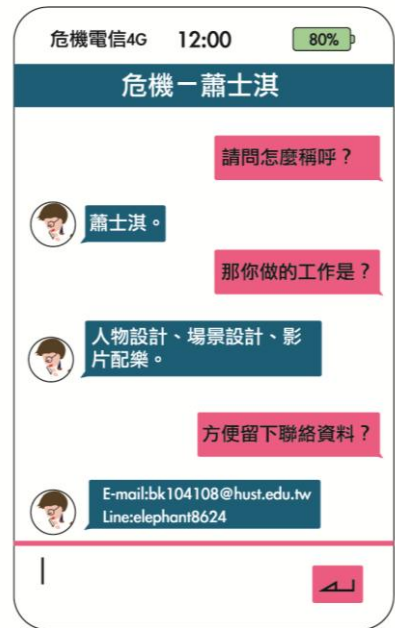 危機電信4G 12:00 80%
危機－蕭士淇
請問怎麼稱呼？
蕭士淇。
那你做的工作是？
人物設計、場景設計、影
片配樂。
方便留下聯絡資料？
E-mail:bk104108@hust.edu.tw
Line:elephant8624